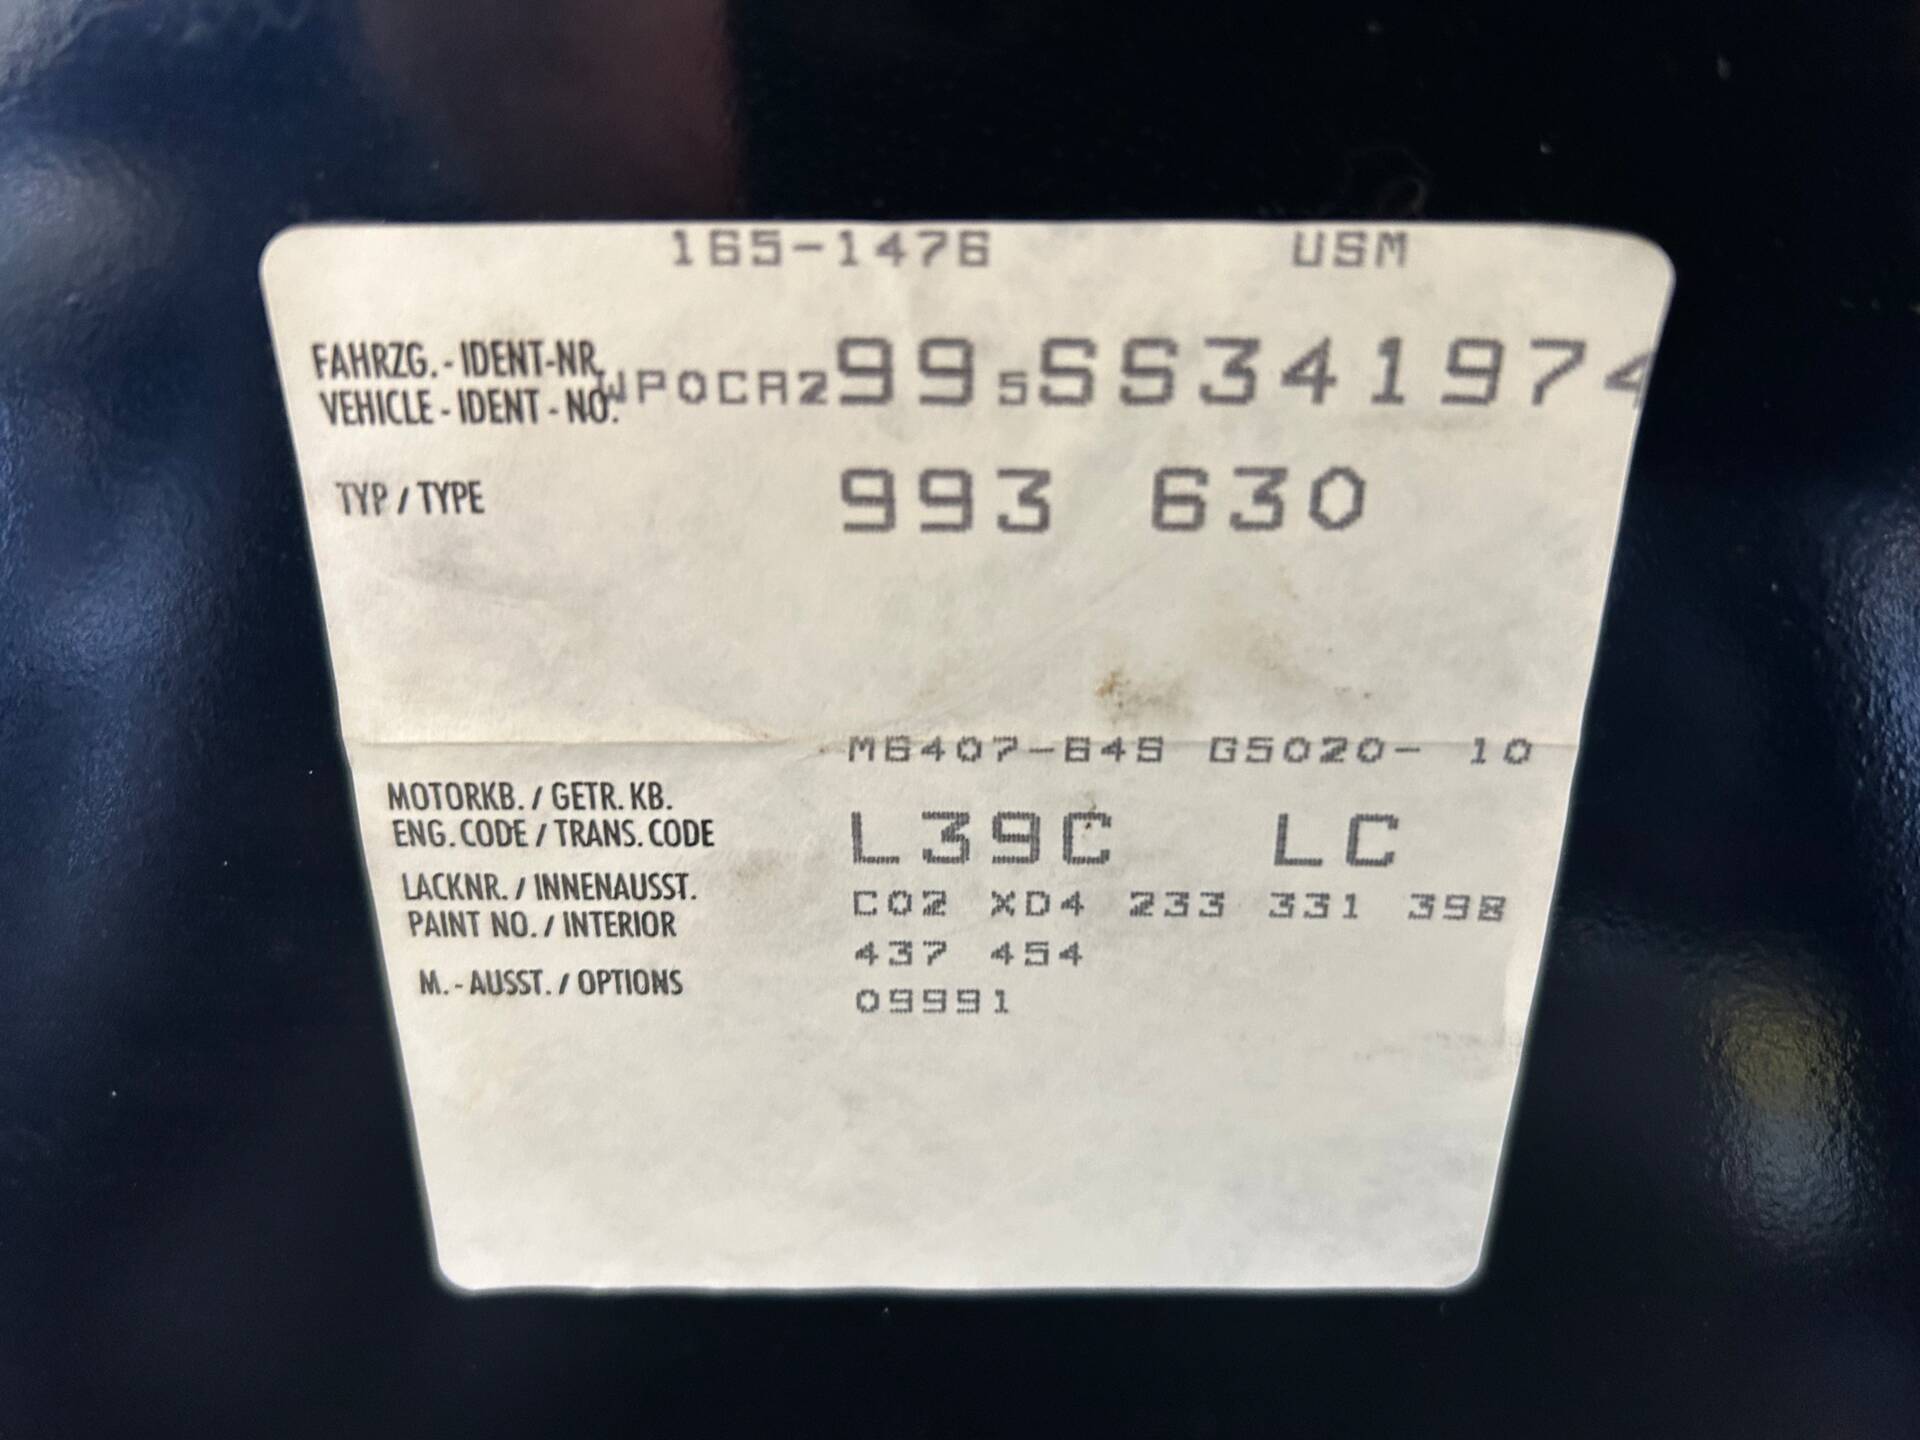 165-1476 USM
FAHRZG.-IDENT-NR.
VEHICLE-IDENT-NO. WP0CA2995SS341974
TYP / TYPE 993 630
M6407-64S G5020- 10
MOTORKB. / GETR. KB.
ENG. CODE / TRANS. CODE L39C LC
LACKNR. / INNENAUSST. C02 XD4 233 331 398
PAINT NO. / INTERIOR 437 454
M.-AUSST. / OPTIONS 09991